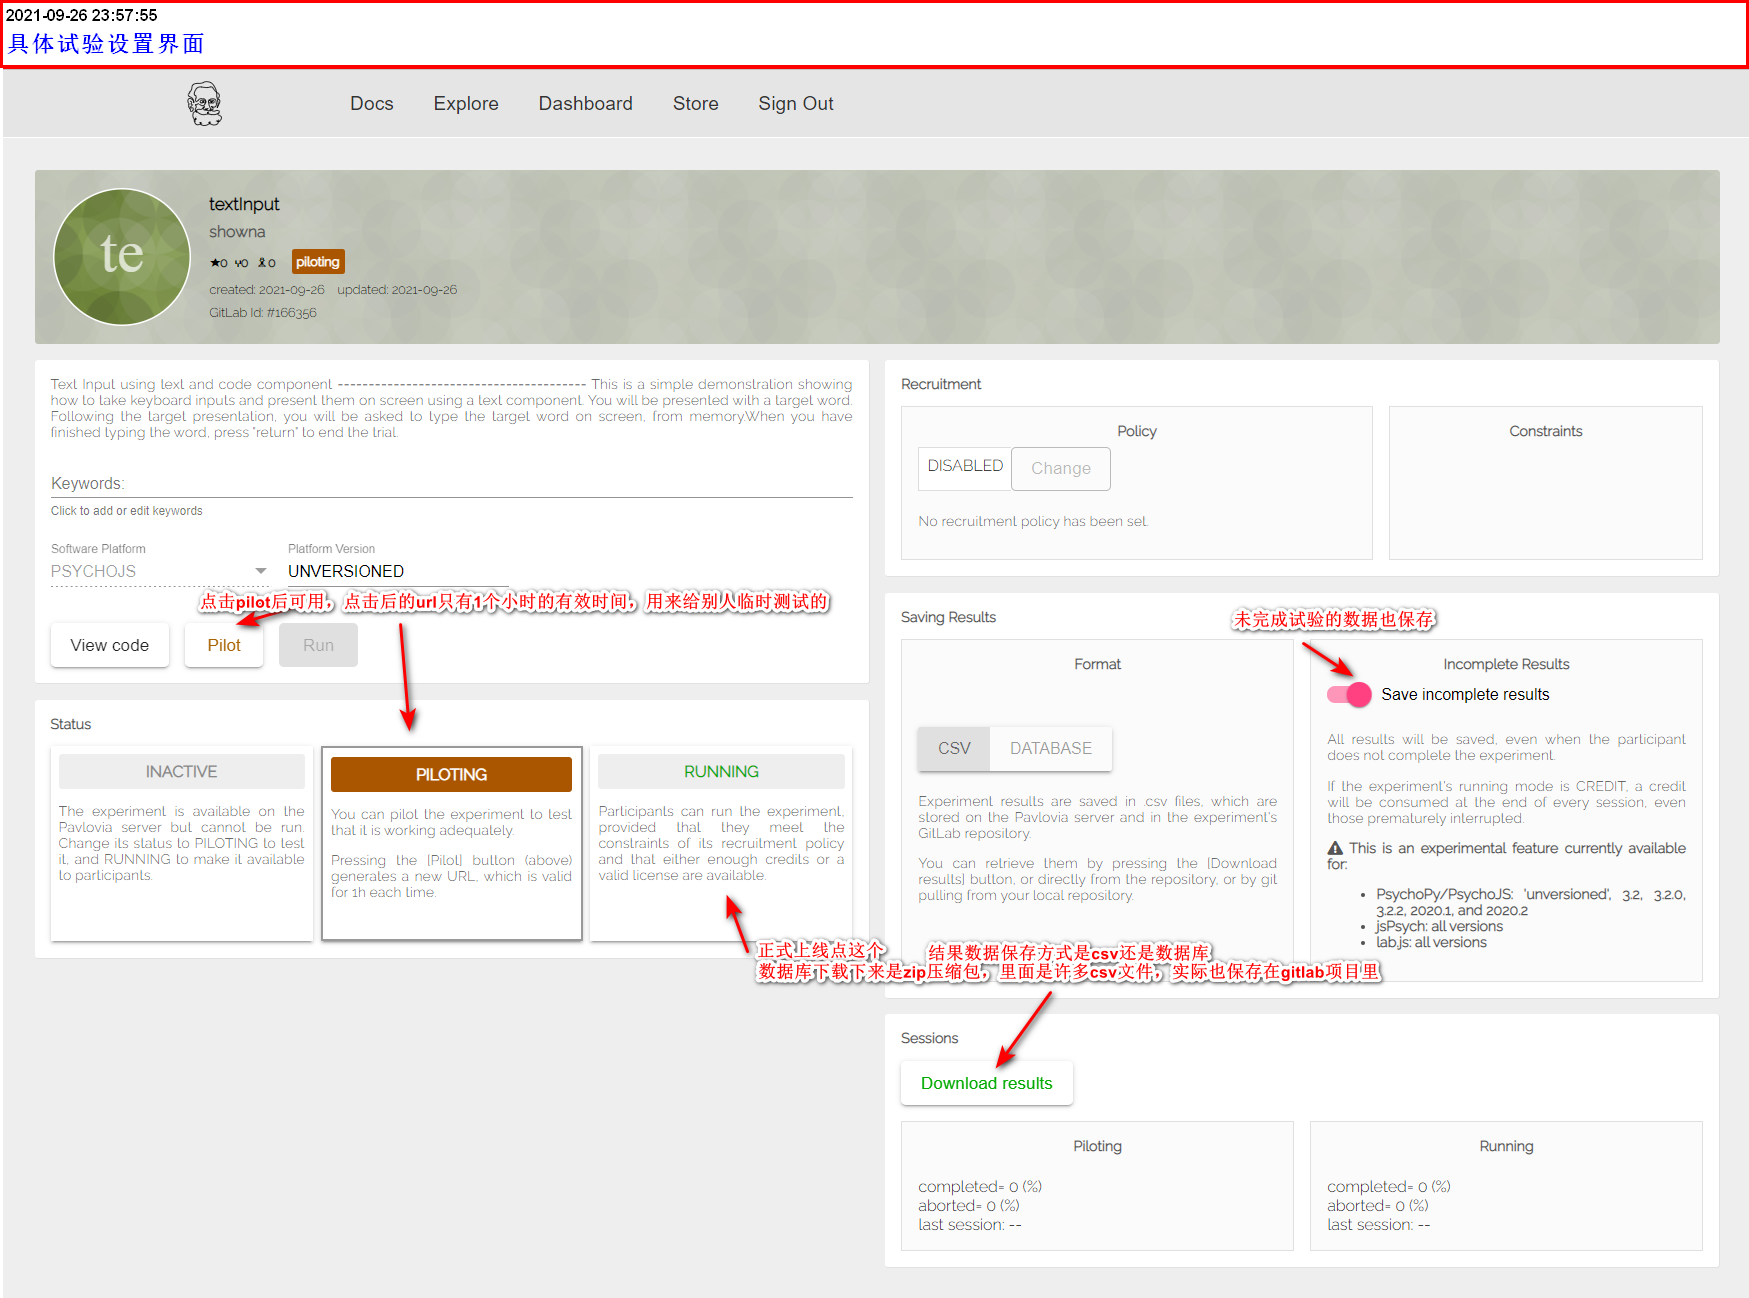 2021-09-26 23:57:55
具体试验设置界面
Docs Explore Dashboard Store Sign Out
te
textInput
showna
0 0 0 piloting
created: 2021-09-26 updated: 2021-09-26
GitLab Id: #166356
Text Input using text and code component ---------------------------------------- This is a simple demonstration showing
how to take keyboard inputs and present them on screen using a text component. You will be presented with a target word.
Following the target presentation, you will be asked to type the target word on screen, from memory.When you have
finished typing the word, press "return" to end the trial.
Keywords:
Click to add or edit keywords
Software Platform Platform Version
PSYCHOJS UNVERSIONED
点击pilot后可用，点击后的url只有1个小时的有效时间，用来给别人临时测试的
View code Pilot Run
Status
INACTIVE
The experiment is available on the
Pavlovia server but cannot be run.
Change its status to PILOTING to test
it, and RUNNING to make it available
to participants.
PILOTING
You can pilot the experiment to test
that it is working adequately.
Pressing the [Pilot] button (above)
generates a new URL, which is valid
for 1h each time.
RUNNING
Participants can run the experiment,
provided that they meet the
constraints of its recruitment policy
and that either enough credits or a
valid license are available.
正式上线点这个
Recruitment
Policy
DISABLED Change
No recruitment policy has been set.
Constraints
Saving Results
Format
CSV DATABASE
Experiment results are saved in .csv files, which are
stored on the Pavlovia server and in the experiment's
GitLab repository.
You can retrieve them by pressing the [Download
results] button, or directly from the repository, or by git
pulling from your local repository.
未完成试验的数据也保存
Incomplete Results
Save incomplete results
All results will be saved, even when the participant
does not complete the experiment.
If the experiment's running mode is CREDIT, a credit
will be consumed at the end of every session, even
those prematurely interrupted.
This is an experimental feature currently available
for:
• PsychoPy/PsychoJS: 'unversioned', 3.2, 3.2.0,
3.2.2, 2020.1, and 2020.2
• jsPsych: all versions
• lab.js: all versions
结果数据保存方式是csv还是数据库
数据库下载下来是zip压缩包，里面是许多csv文件，实际也保存在gitlab项目里
Sessions
Download results
Piloting
completed= 0 (%)
aborted= 0 (%)
last session: --
Running
completed= 0 (%)
aborted= 0 (%)
last session: --